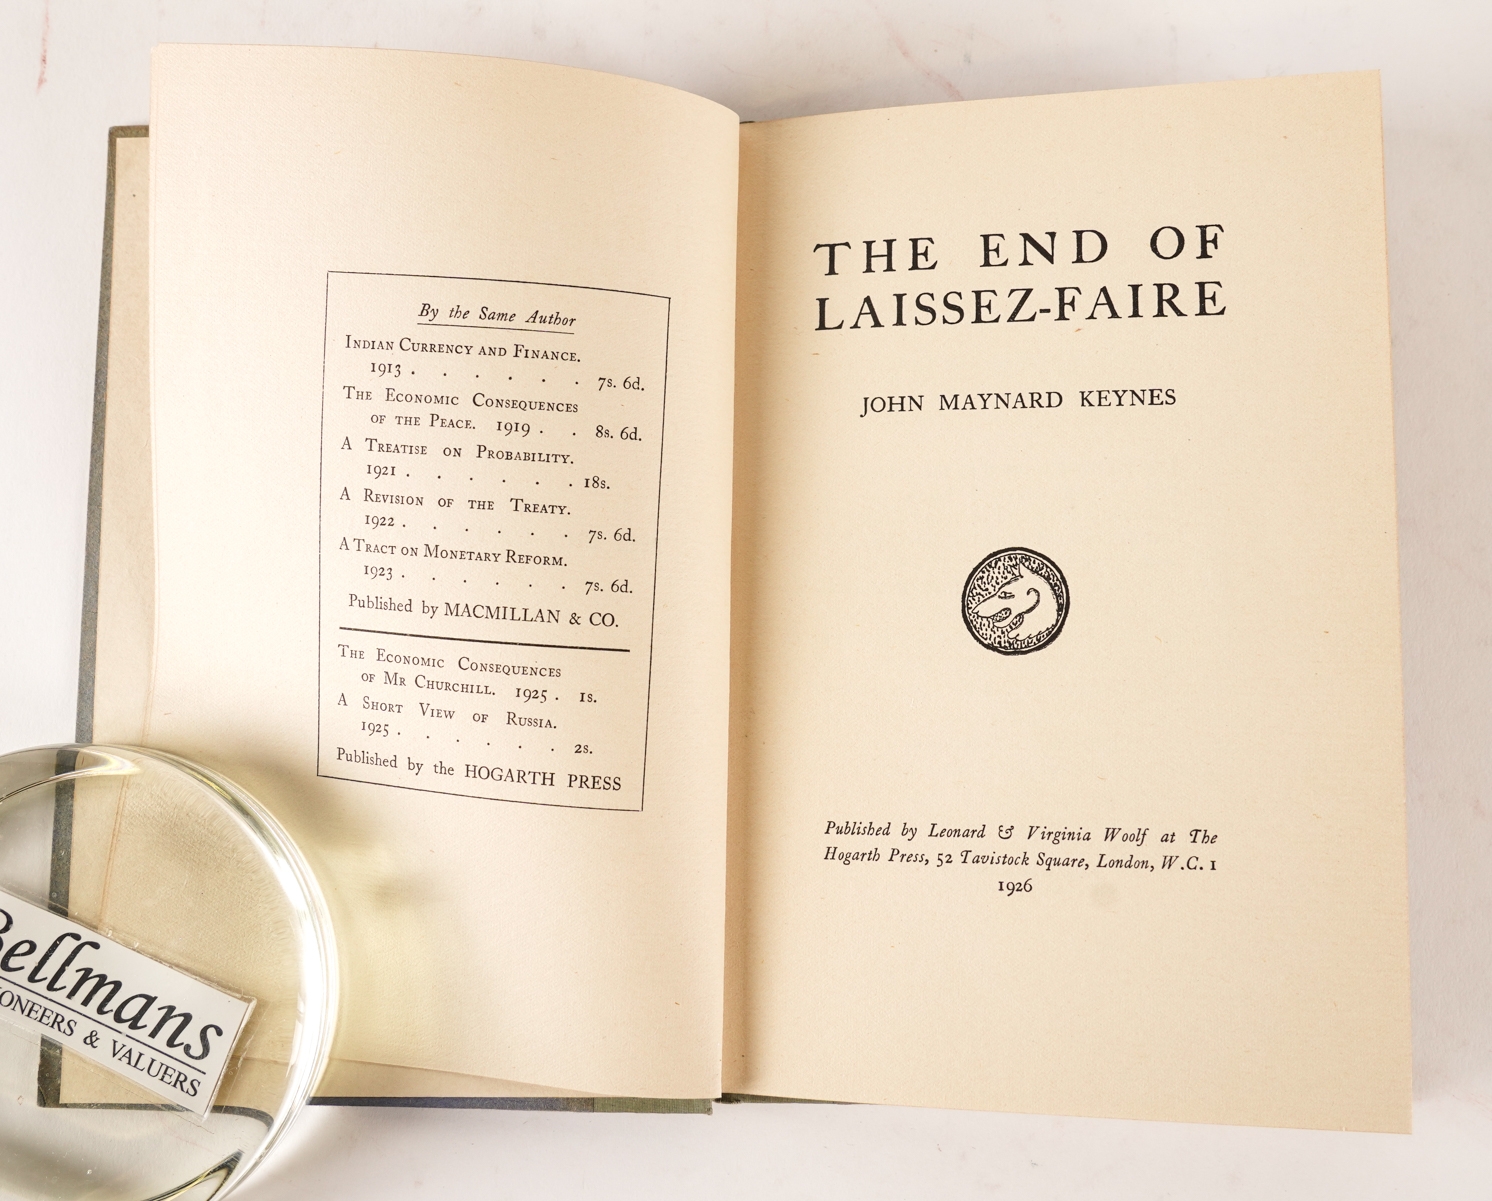 By the Same Author
INDIAN CURRENCY AND FINANCE.
1913 . . . . . . 7s. 6d.
THE ECONOMIC CONSEQUENCES
OF THE PEACE. 1919 . . 8s. 6d.
A TREATISE ON PROBABILITY.
1921 . . . . . . 18s.
A REVISION OF THE TREATY.
1922 . . . . . . 7s. 6d.
A TRACT ON MONETARY REFORM.
1923 . . . . . . 7s. 6d.
Published by MACMILLAN & CO.
THE ECONOMIC CONSEQUENCES
OF MR CHURCHILL. 1925 . 1s.
A SHORT VIEW OF RUSSIA.
1925 . . . . . . 2s.
Published by the HOGARTH PRESS
THE END OF
LAISSEZ-FAIRE
JOHN MAYNARD KEYNES
Published by Leonard & Virginia Woolf at The
Hogarth Press, 52 Tavistock Square, London, W.C. 1
1926
Bellmans
IONEERS & VALUERS